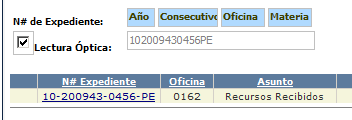 N# de Expediente: Año Consecutivo Oficina Materia
Lectura Óptica: 102009430456PE
N# Expediente Oficina Asunto
10-200943-0456-PE 0162 Recursos Recibidos